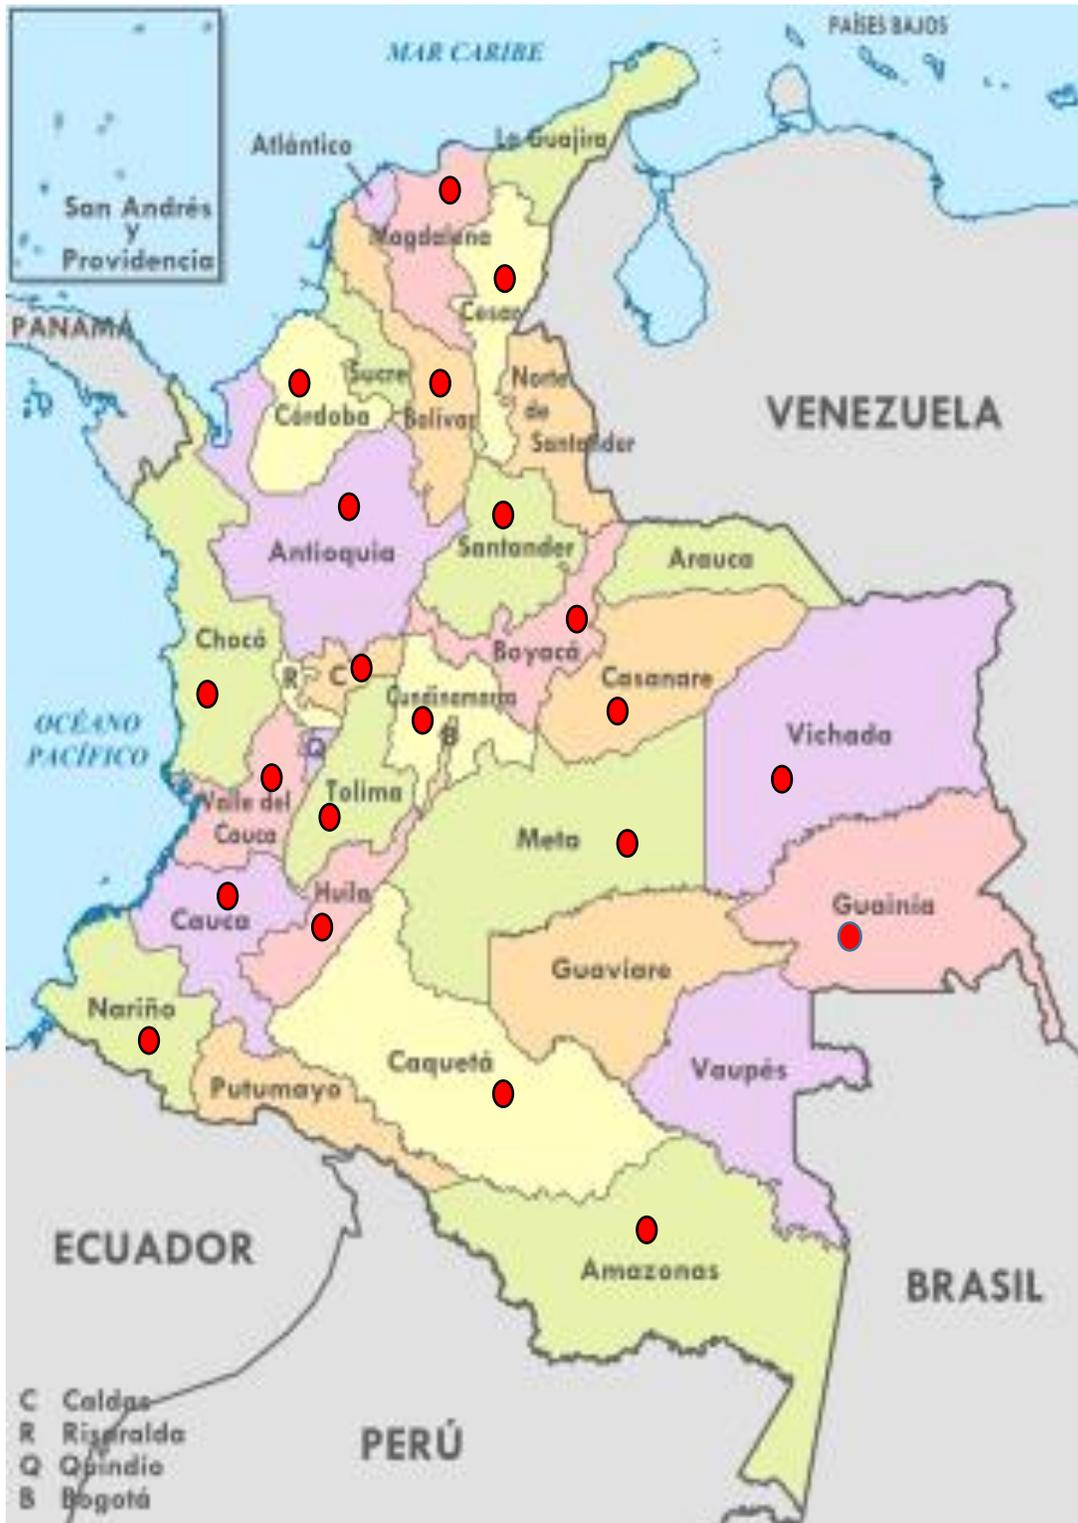 PAÍSES BAJOS
MAR CARIBE
La Guajira
Atlántico
San Andrés
y
Providencia
Magdalena
Cesar
PANAMÁ
Sucre
Norte
de
Santander
Córdoba
Bolívar
VENEZUELA
Antioquia
Santander
Arauca
Chocó
Boyacá
R
C
Casanare
Cundinamarca
B
OCÉANO
PACÍFICO
Q
Vichada
Tolima
Valle del
Cauca
Meta
Huila
Cauca
Guainía
Guaviare
Nariño
Caquetá
Vaupés
Putumayo
ECUADOR
Amazonas
BRASIL
C Caldas
R Risaralda
Q Quindío
B Bogotá
PERÚ